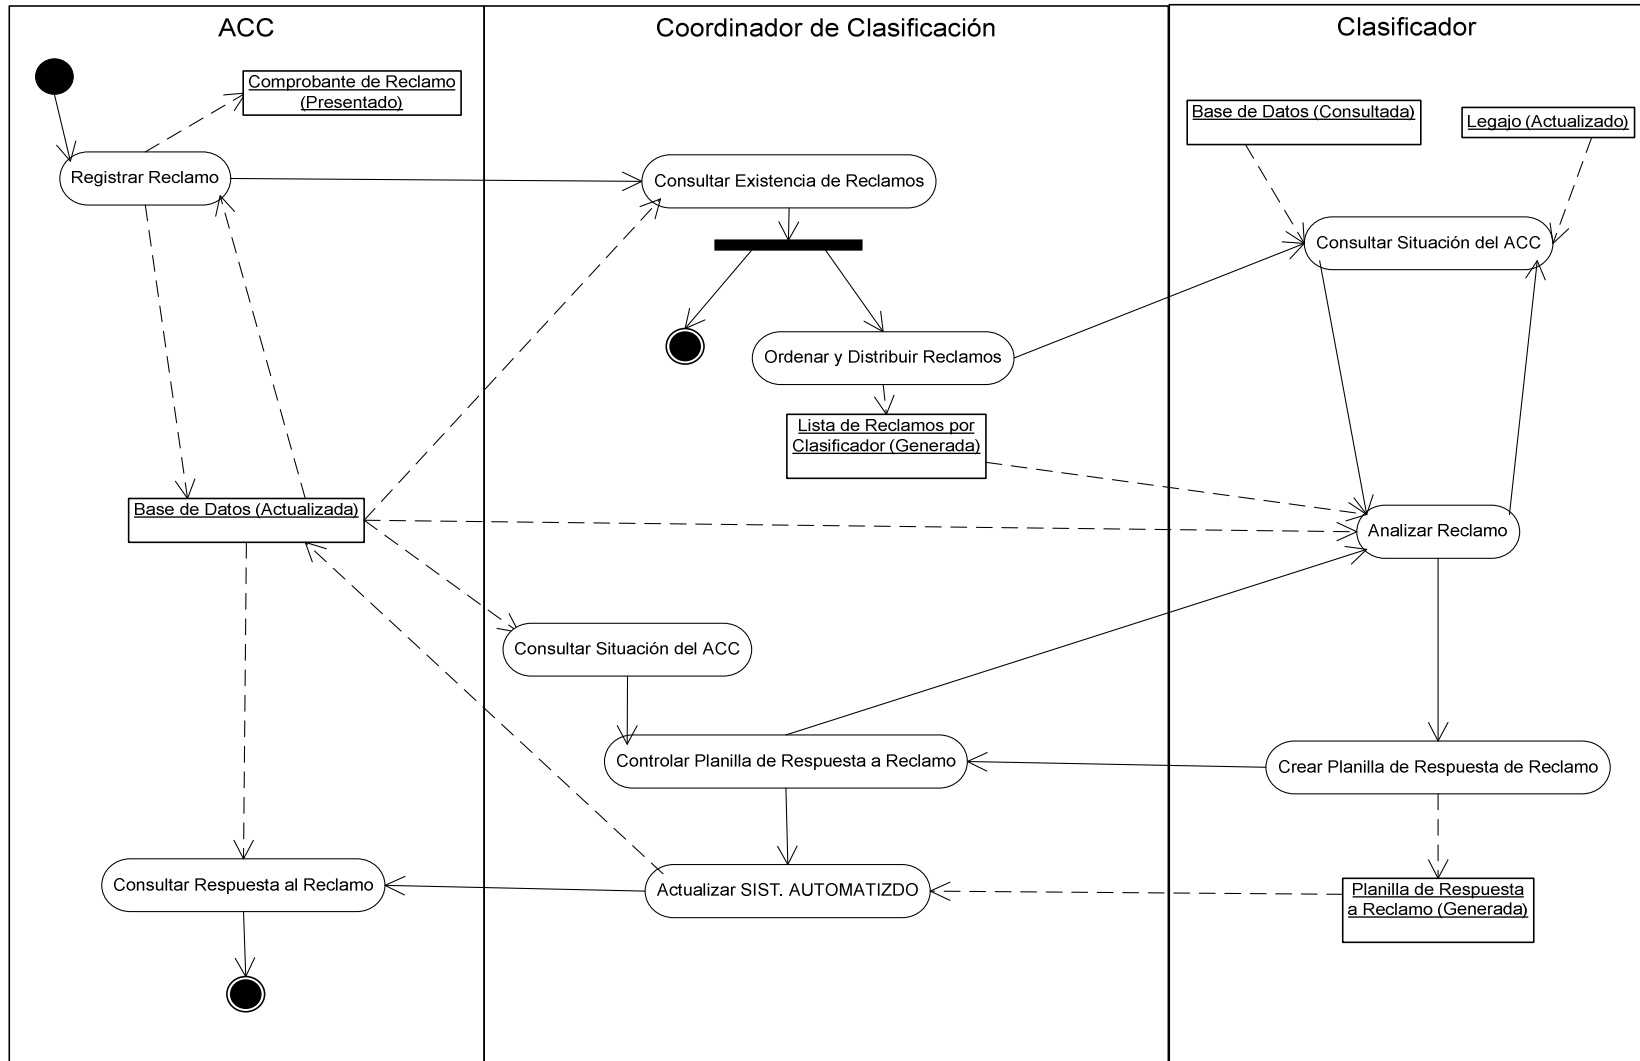 ACC
Coordinador de Clasificación
Clasificador
Comprobante de Reclamo
(Presentado)
Base de Datos (Consultada)
Legajo (Actualizado)
Registrar Reclamo
Consultar Existencia de Reclamos
Consultar Situación del ACC
Ordenar y Distribuir Reclamos
Lista de Reclamos por
Clasificador (Generada)
Base de Datos (Actualizada)
Analizar Reclamo
Consultar Situación del ACC
Controlar Planilla de Respuesta a Reclamo
Crear Planilla de Respuesta de Reclamo
Consultar Respuesta al Reclamo
Actualizar SIST. AUTOMATIZDO
Planilla de Respuesta
a Reclamo (Generada)